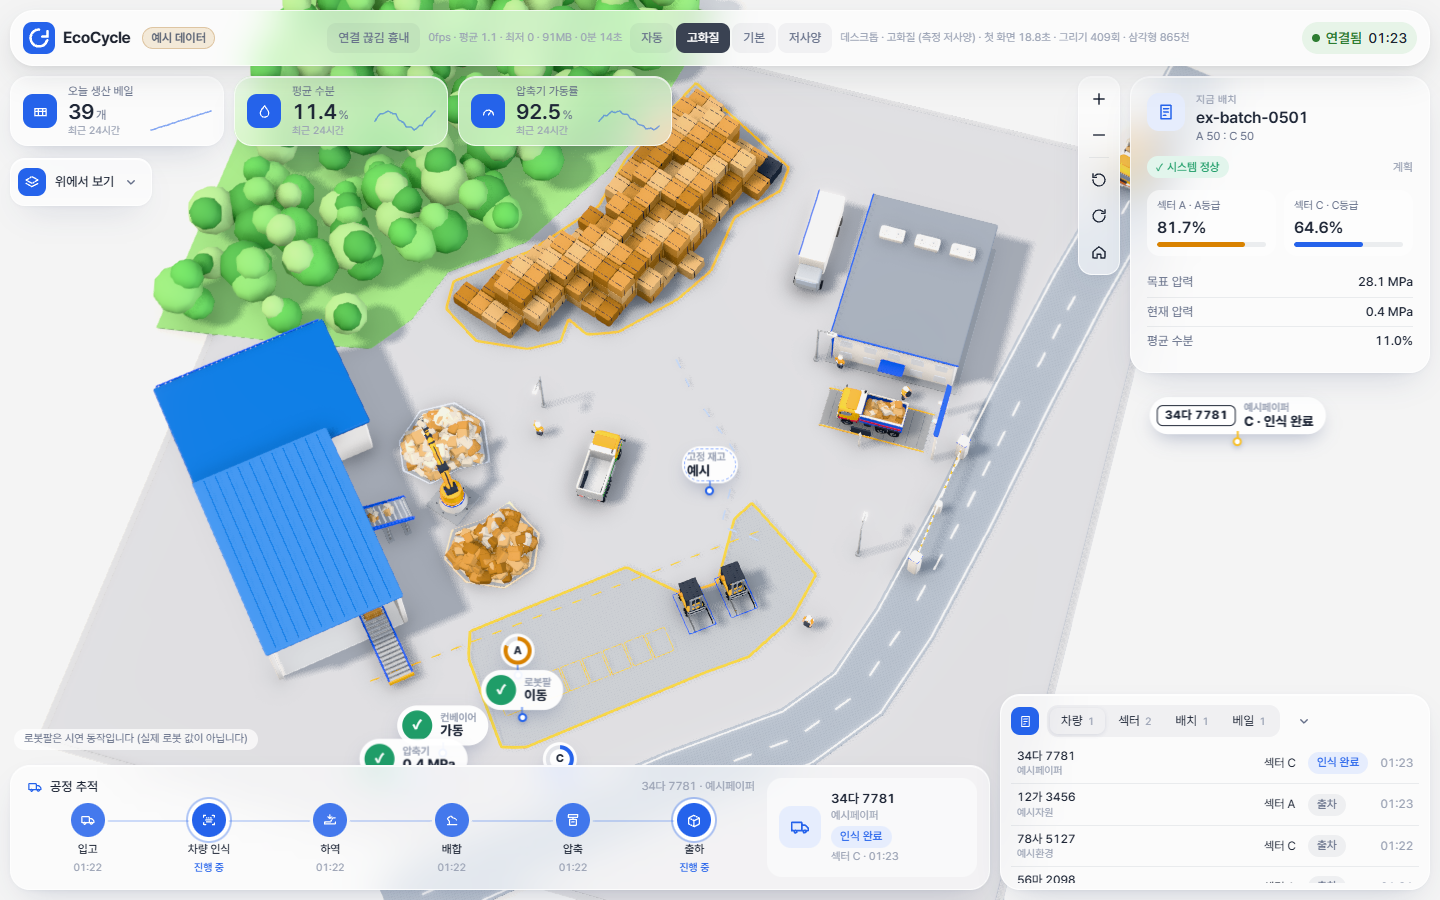 EcoCycle
예시 데이터
연결 끊김 흉내
0fps · 평균 1.1 · 최저 0 · 91MB · 0분 14초
자동
고화질
기본
저사양
데스크톱 · 고화질 (측정 저사양) · 첫 화면 18.8초 · 그리기 409회 · 삼각형 865천
연결됨 01:23
오늘 생산 베일
39개
최근 24시간
평균 수분
11.4%
최근 24시간
압축기 가동률
92.5%
최근 24시간
위에서 보기
지금 배치
ex-batch-0501
A 50 : C 50
✓ 시스템 정상
계획
섹터 A · A등급
81.7%
섹터 C · C등급
64.6%
목표 압력 28.1 MPa
현재 압력 0.4 MPa
평균 수분 11.0%
34다 7781
예시페이퍼
C · 인식 완료
고정 재고
예시
A
로봇팔
이동
컨베이어
가동
압축기
0.4 MPa
C
로봇팔은 시연 동작입니다 (실제 로봇 값이 아닙니다)
공정 추적
34다 7781 · 예시페이퍼
입고
01:22
차량 인식
진행 중
하역
01:22
배합
01:22
압축
01:22
출하
진행 중
34다 7781
예시페이퍼
인식 완료
섹터 C · 01:23
차량 1
섹터 2
배치 1
베일 1
34다 7781
예시페이퍼
섹터 C
인식 완료
01:23
12가 3456
예시자원
섹터 A
출차
01:23
78사 5127
예시환경
섹터 C
출차
01:22
56마 2098